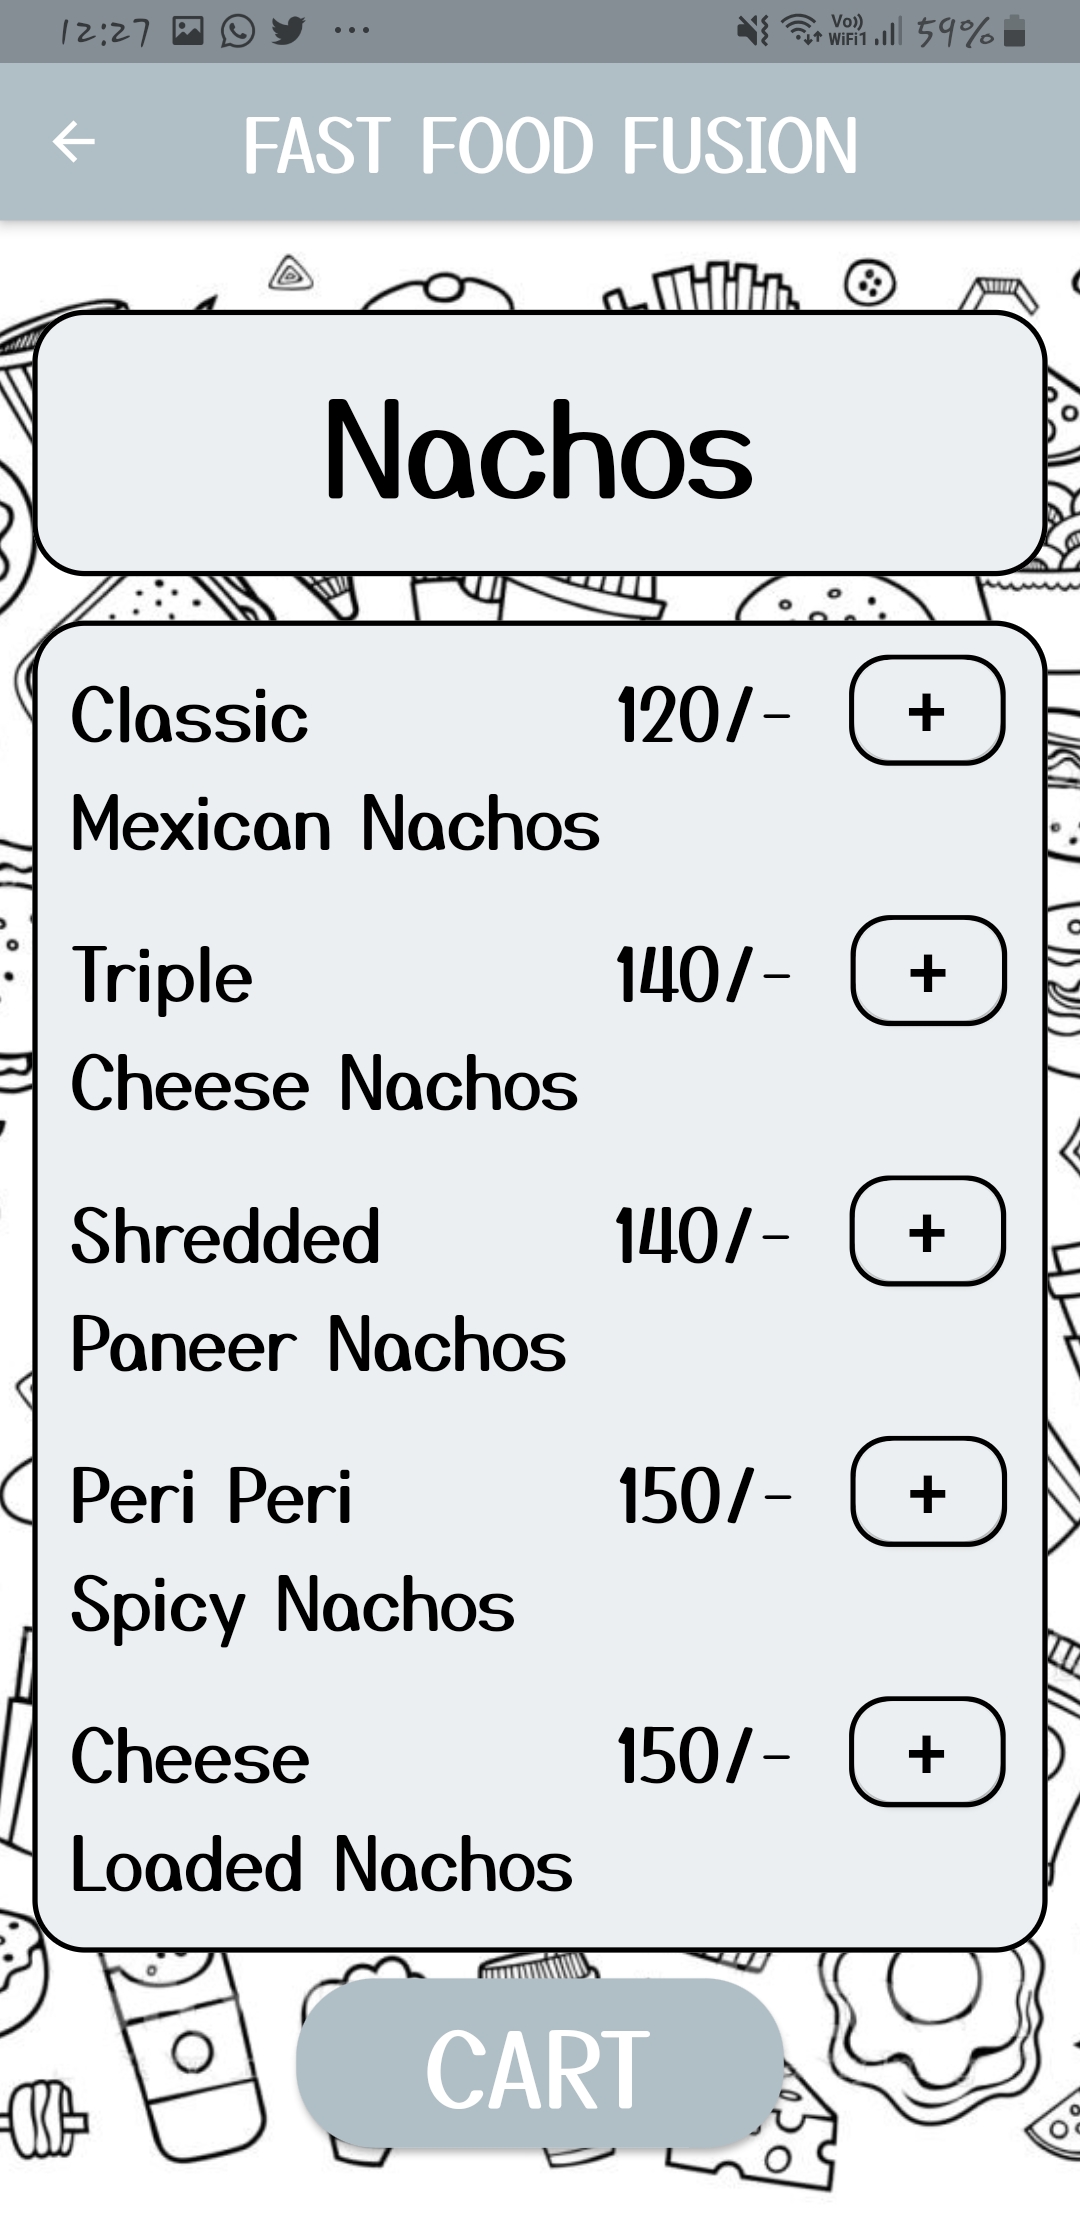 12:27 Vo)) WiFi1 59%
FAST FOOD FUSION
Nachos
Classic 120/- +
Mexican Nachos
Triple 140/- +
Cheese Nachos
Shredded 140/- +
Paneer Nachos
Peri Peri 150/- +
Spicy Nachos
Cheese 150/- +
Loaded Nachos
CART